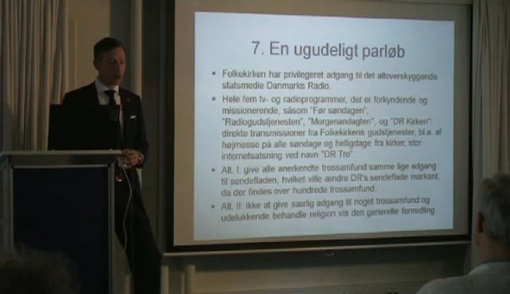 7. En ugudeligt parløb
• Folkekirken har privilegeret adgang til det altoverskyggende
statsmedie Danmarks Radio.
• Hele fem tv- og radioprogrammer, der er forkyndende og
missionerende, såsom "Før søndagen",
"Radiogudstjenesten", "Morgenandagten", og "DR Kirken";
direkte transmissioner fra Folkekirkens gudstjenester, bl.a. af
højmesse på alle søndage og helligdage fra kirker, stor
internetsatsning ved navn "DR Tro"
• Alt. I: give alle anerkendte trossamfund samme lige adgang
til sendefladen, hvilket ville ændre DR's sendeflade markant,
da der findes over hundrede trossamfund.
• Alt. II: ikke at give særlig adgang til noget trossamfund og
udelukkende behandle religion via den generelle formidling